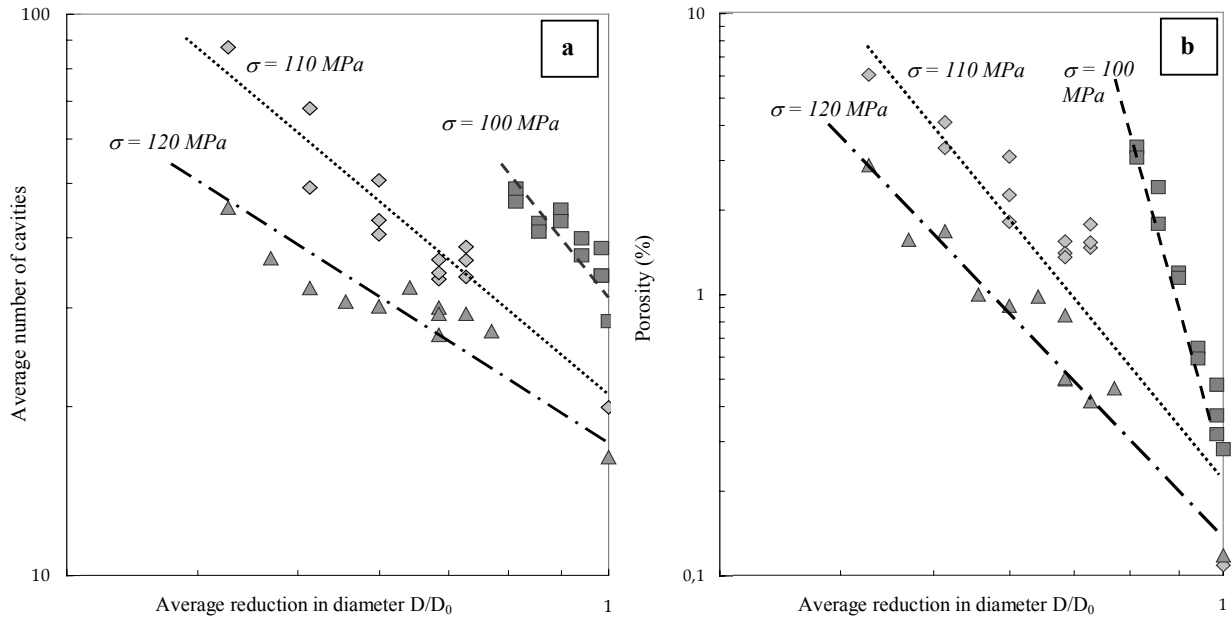 100
a
σ = 110 MPa
σ = 100 MPa
σ = 120 MPa
Average number of cavities
10
Average reduction in diameter D/D₀
1
10
b
σ = 110 MPa
σ = 100
MPa
σ = 120 MPa
Porosity (%)
1
0,1
Average reduction in diameter D/D₀
1